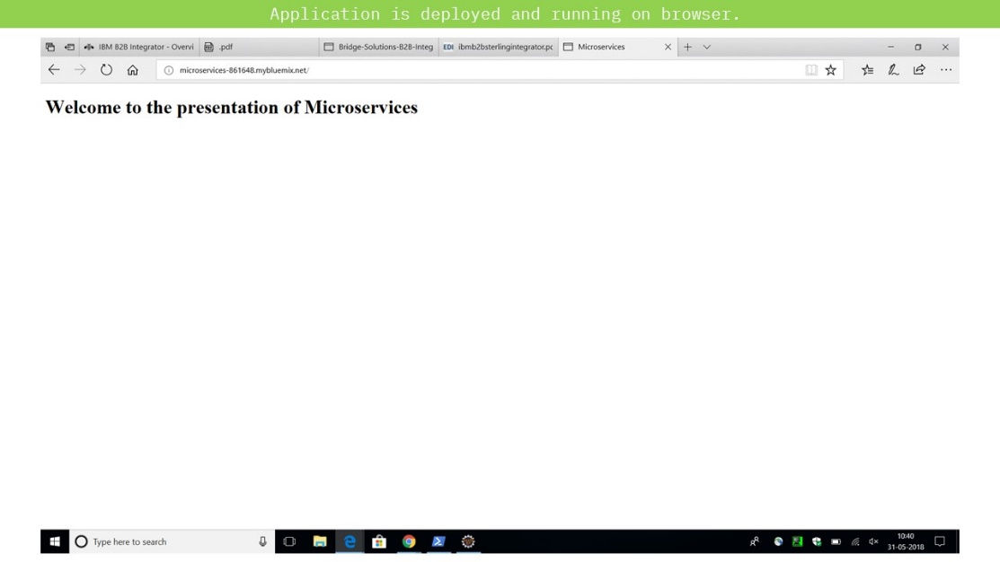 Application is deployed and running on browser.
IBM B2B Integrator - Overvi
.pdf
Bridge-Solutions-B2B-Integ
EDI ibmb2bsterlingintegrator.pc
Microservices
microservices-861648.mybluemix.net/
Welcome to the presentation of Microservices
Type here to search
10:40
31-05-2018